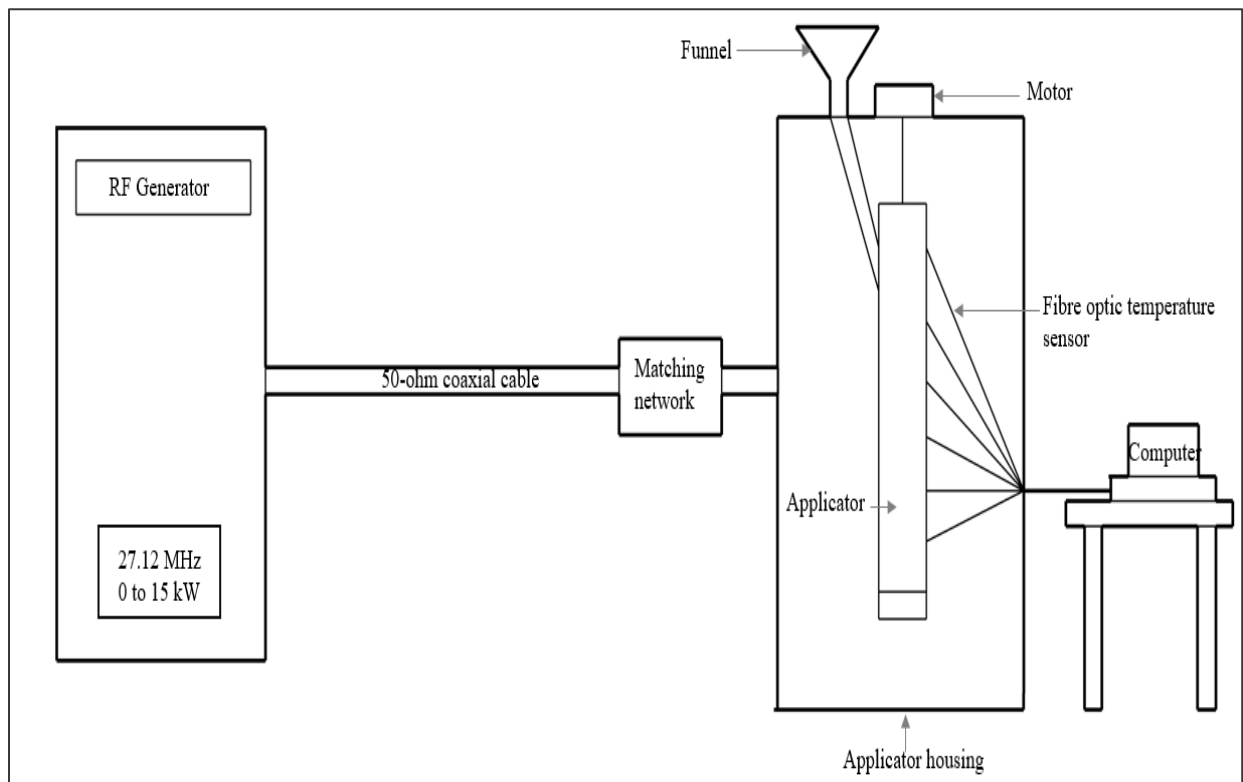 Funnel
Motor
RF Generator
Fibre optic temperature
sensor
50-ohm coaxial cable
Matching
network
Computer
Applicator
27.12 MHz
0 to 15 kW
Applicator housing